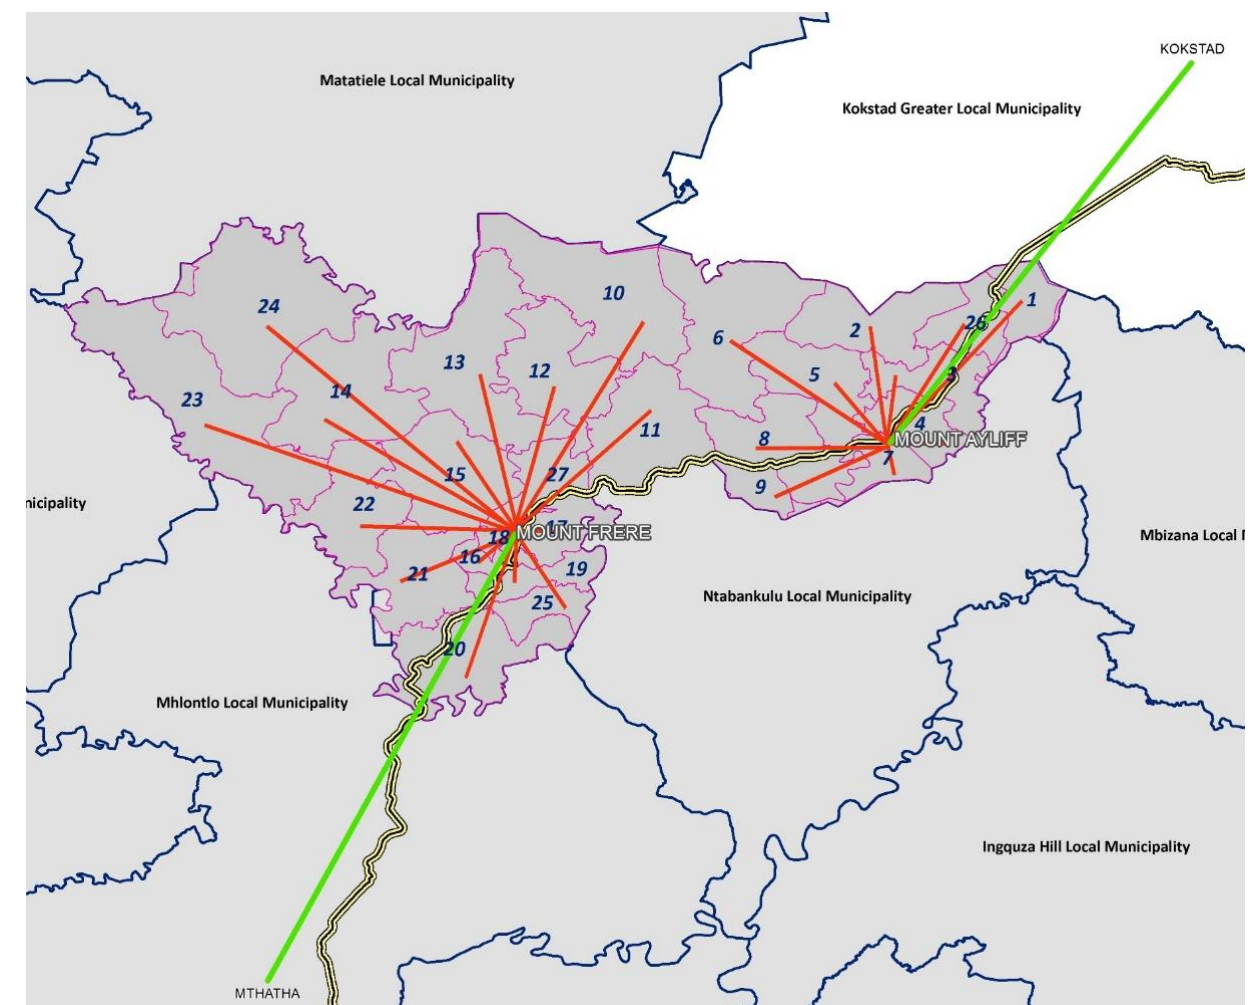 KOKSTAD
Matatiele Local Municipality
Kokstad Greater Local Municipality
10
24
1
26
2
6
13
12
5
3
14
23
4
11
8
MOUNT AYLIFF
7
15
27
9
nicipality
22
17
MOUNT FRERE
18
Mbizana Local
16
19
21
Ntabankulu Local Municipality
25
20
Mhlontlo Local Municipality
Ingquza Hill Local Municipality
MTHATHA